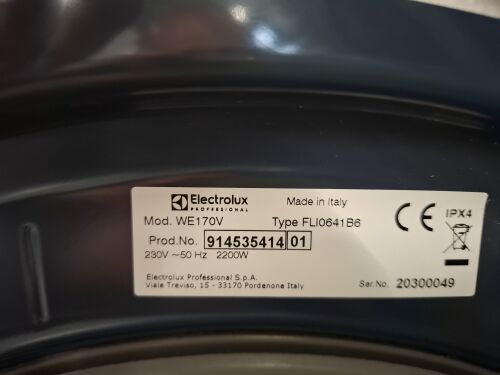 Electrolux
PROFESSIONAL
Made in Italy
Mod. WE170V Type FLI0641B6
Prod.No. 914535414 01
230V ~50 Hz 2200W
Electrolux Professional S.p.A.
Viale Treviso, 15 - 33170 Pordenone Italy
CE IPX4
Ser.No. 20300049